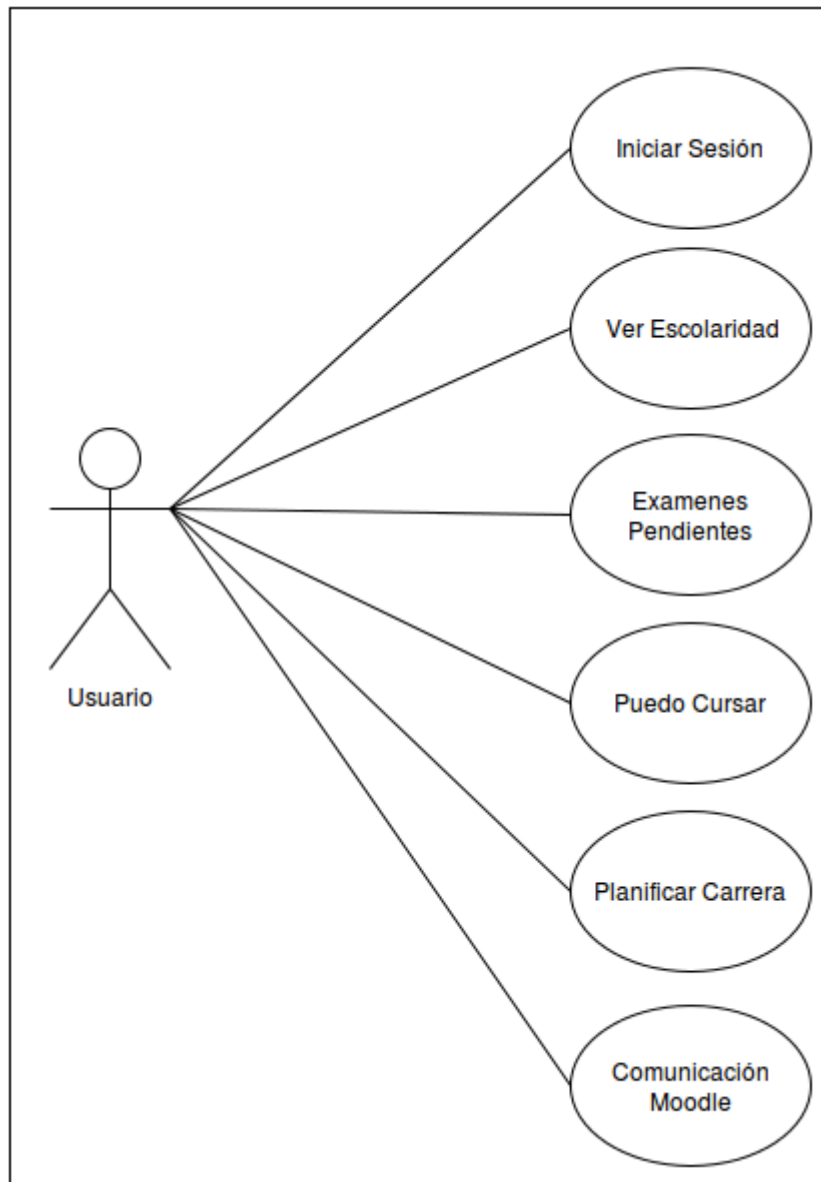 Iniciar Sesión
Ver Escolaridad
Examenes
Pendientes
Puedo Cursar
Usuario
Planificar Carrera
Comunicación
Moodle